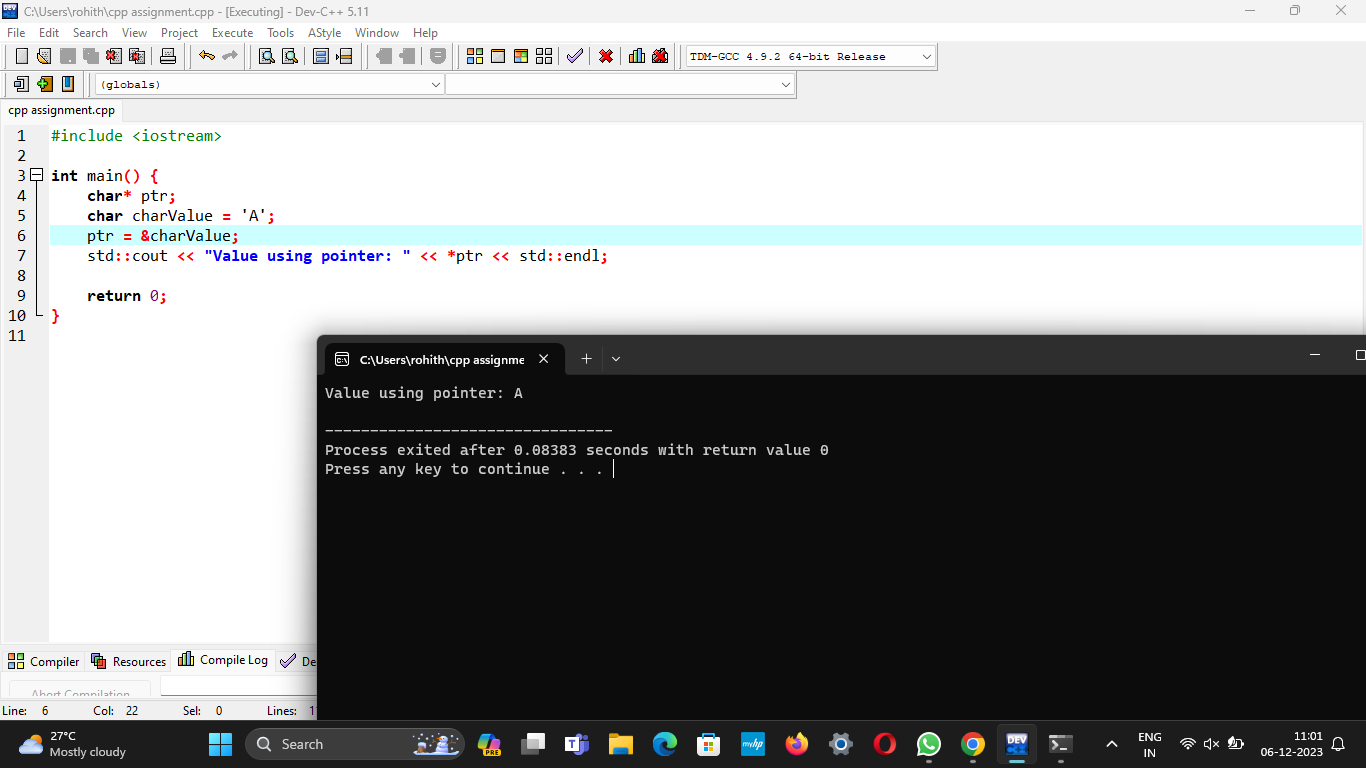 C:\Users\rohith\cpp assignment.cpp - [Executing] - Dev-C++ 5.11
File Edit Search View Project Execute Tools AStyle Window Help
TDM-GCC 4.9.2 64-bit Release
(globals)
cpp assignment.cpp
1 #include <iostream>
2
3 int main() {
4     char* ptr;
5     char charValue = 'A';
6     ptr = &charValue;
7     std::cout << "Value using pointer: " << *ptr << std::endl;
8
9     return 0;
10 }
11
C:\Users\rohith\cpp assignme
Value using pointer: A
--------------------------------
Process exited after 0.08383 seconds with return value 0
Press any key to continue . . .
Compiler Resources Compile Log De
Abort Compilation
Line: 6 Col: 22 Sel: 0 Lines: 1
27°C
Mostly cloudy
Search
PRE
myhp
DEV
ENG
IN
11:01
06-12-2023